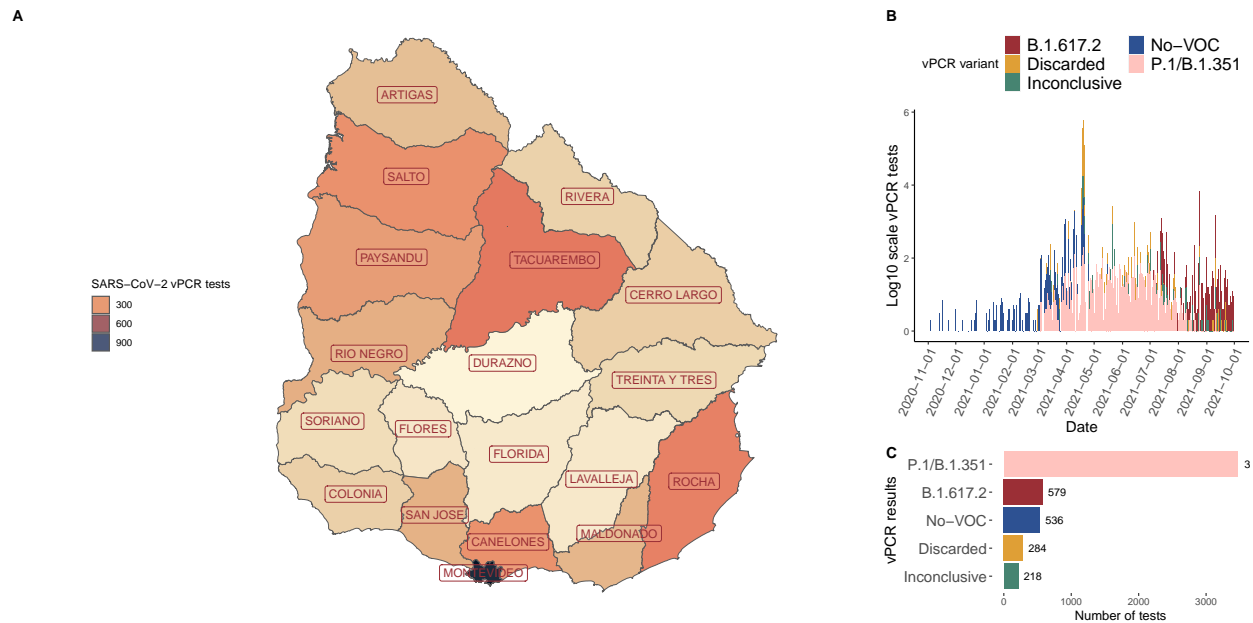 A
ARTIGAS
SALTO
RIVERA
PAYSANDU
TACUAREMBO
CERRO LARGO
RIO NEGRO
DURAZNO
TREINTA Y TRES
SORIANO
FLORES
FLORIDA
LAVALLEJA
ROCHA
COLONIA
SAN JOSE
CANELONES
MALDONADO
MONTEVIDEO
SARS−CoV−2 vPCR tests
300
600
900
B
vPCR variant
B.1.617.2
Discarded
Inconclusive
No−VOC
P.1/B.1.351
Log10 scale vPCR tests
6
4
2
0
2020−11−01
2020−12−01
2021−01−01
2021−02−01
2021−03−01
2021−04−01
2021−05−01
2021−06−01
2021−07−01
2021−08−01
2021−09−01
2021−10−01
Date
C
vPCR results
P.1/B.1.351
3
B.1.617.2
579
No−VOC
536
Discarded
284
Inconclusive
218
0
1000
2000
3000
Number of tests